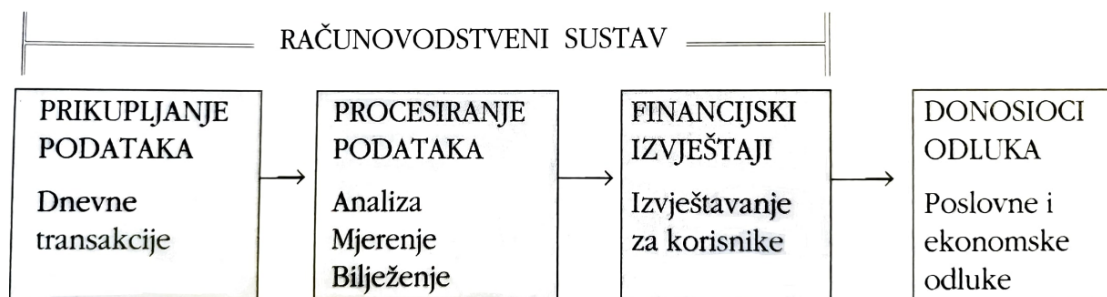 RAČUNOVODSTVENI SUSTAV
PRIKUPLJANJE
PODATAKA
Dnevne
transakcije
PROCESIRANJE
PODATAKA
Analiza
Mjerenje
Bilježenje
FINANCIJSKI
IZVJEŠTAJI
Izvještavanje
za korisnike
DONOSIOCI
ODLUKA
Poslovne i
ekonomske
odluke